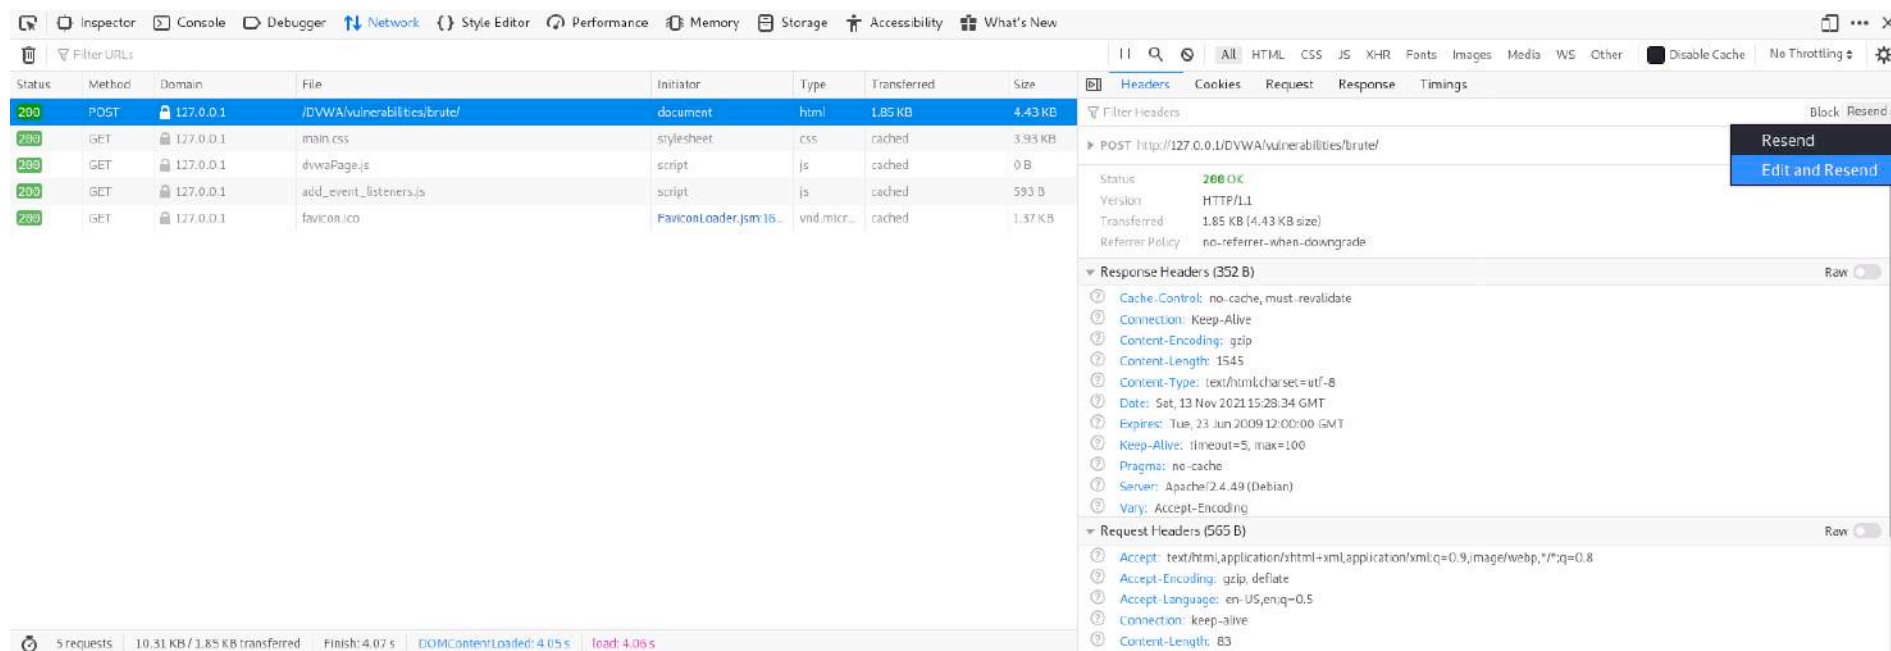 Inspector Console Debugger Network Style Editor Performance Memory Storage Accessibility What's New
Filter URLs
All HTML CSS JS XHR Fonts Images Media WS Other Disable Cache No Throttling
Status Method Domain File Initiator Type Transferred Size
200 POST 127.0.0.1 /DVWA/vulnerabilities/brute/ document html 1.85 KB 4.43 KB
200 GET 127.0.0.1 main.css stylesheet css cached 3.93 KB
200 GET 127.0.0.1 dvwaPage.js script js cached 0 B
200 GET 127.0.0.1 add_event_listeners.js script js cached 593 B
200 GET 127.0.0.1 favicon.ico FaviconLoader.jsm:16... vnd.micr... cached 1.37 KB
5 requests 10.31 KB / 1.85 KB transferred Finish: 4.07 s DOMContentLoaded: 4.05 s load: 4.06 s
Headers Cookies Request Response Timings
Filter Headers Block Resend
Resend
Edit and Resend
POST http://127.0.0.1/DVWA/vulnerabilities/brute/
Status 200 OK
Version HTTP/1.1
Transferred 1.85 KB (4.43 KB size)
Referrer Policy no-referrer-when-downgrade
Response Headers (352 B) Raw
Cache-Control: no-cache, must-revalidate
Connection: Keep-Alive
Content-Encoding: gzip
Content-Length: 1545
Content-Type: text/html;charset=utf-8
Date: Sat, 13 Nov 2021 15:28:34 GMT
Expires: Tue, 23 Jun 2009 12:00:00 GMT
Keep-Alive: timeout=5, max=100
Pragma: no-cache
Server: Apache/2.4.49 (Debian)
Vary: Accept-Encoding
Request Headers (565 B) Raw
Accept: text/html,application/xhtml+xml,application/xml;q=0.9,image/webp,*/*;q=0.8
Accept-Encoding: gzip, deflate
Accept-Language: en-US,en;q=0.5
Connection: keep-alive
Content-Length: 83